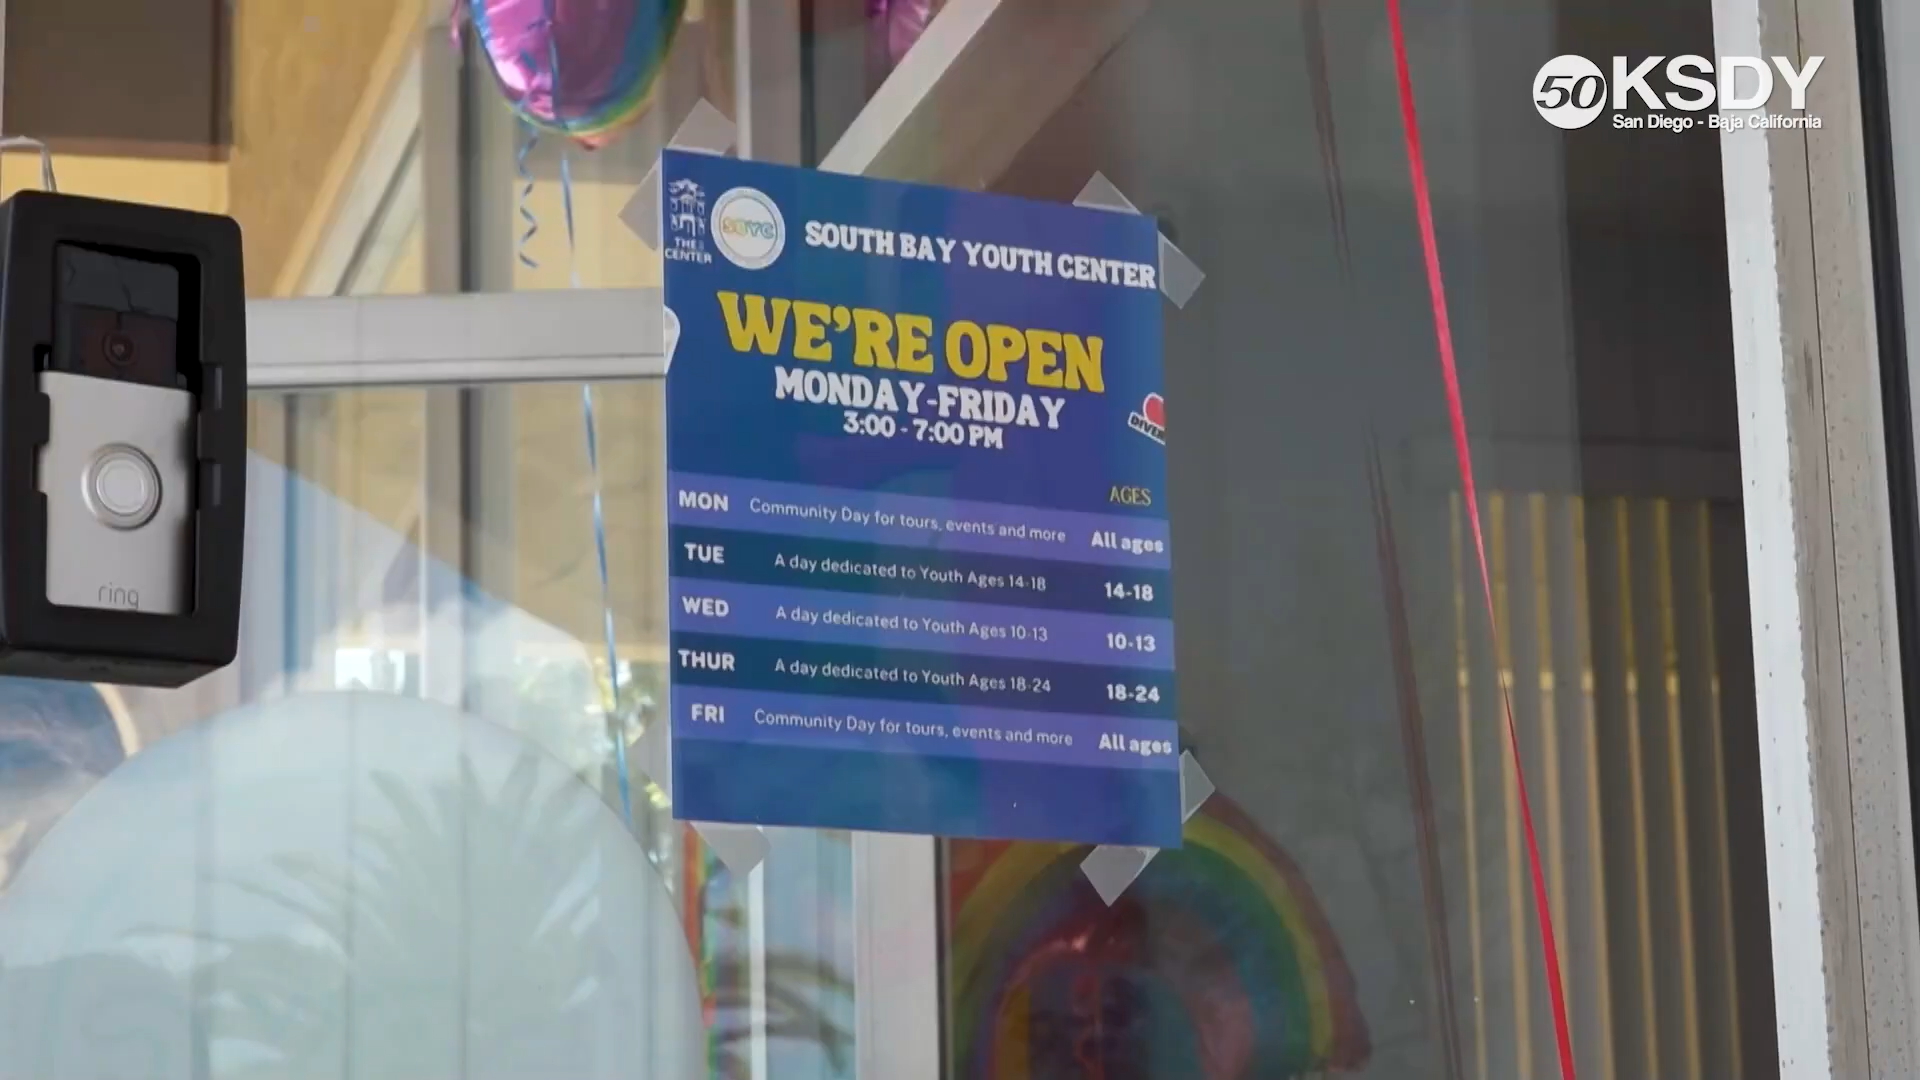 50 KSDY
San Diego - Baja California
THE CENTER
SBYC
SOUTH BAY YOUTH CENTER
WE'RE OPEN
MONDAY-FRIDAY
3:00 - 7:00 PM
AGES
MON Community Day for tours, events and more All ages
TUE A day dedicated to Youth Ages 14-18 14-18
WED A day dedicated to Youth Ages 10-13 10-13
THUR A day dedicated to Youth Ages 18-24 18-24
FRI Community Day for tours, events and more All ages
ring